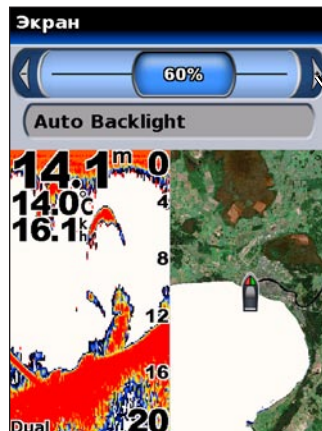 Экран
60%
Auto Backlight
14.1 m 0
14.0°C 4
16.1 k/h
8
12
16
Dual 20